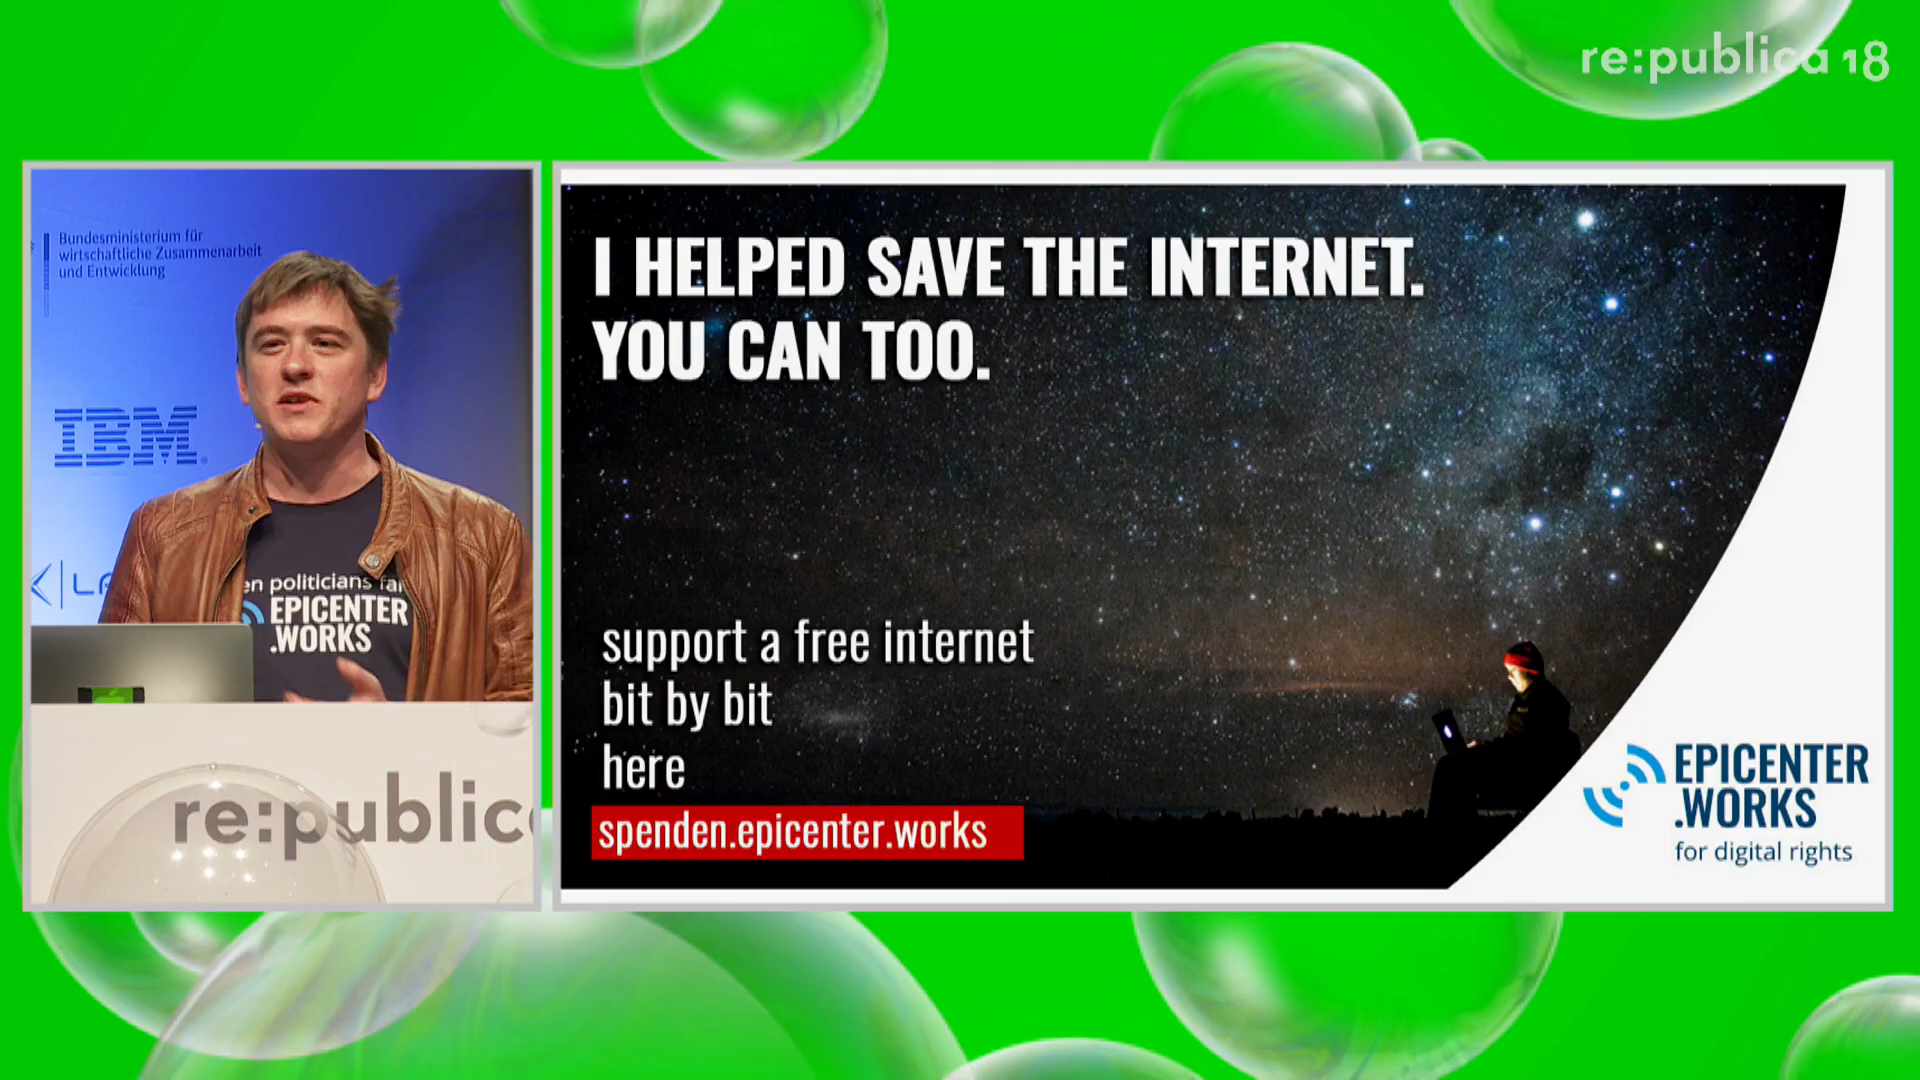 re:publica 18
Bundesministerium für
wirtschaftliche Zusammenarbeit
und Entwicklung
IBM
en politicians fai
EPICENTER
.WORKS
re:publica
I HELPED SAVE THE INTERNET.
YOU CAN TOO.
support a free internet
bit by bit
here
spenden.epicenter.works
EPICENTER
.WORKS
for digital rights